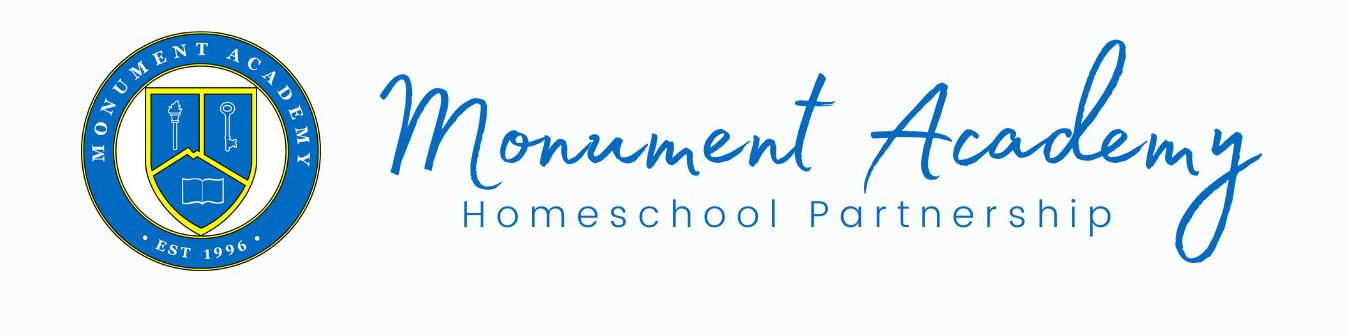 MONUMENT ACADEMY
• EST 1996 •
Monument Academy
Homeschool Partnership